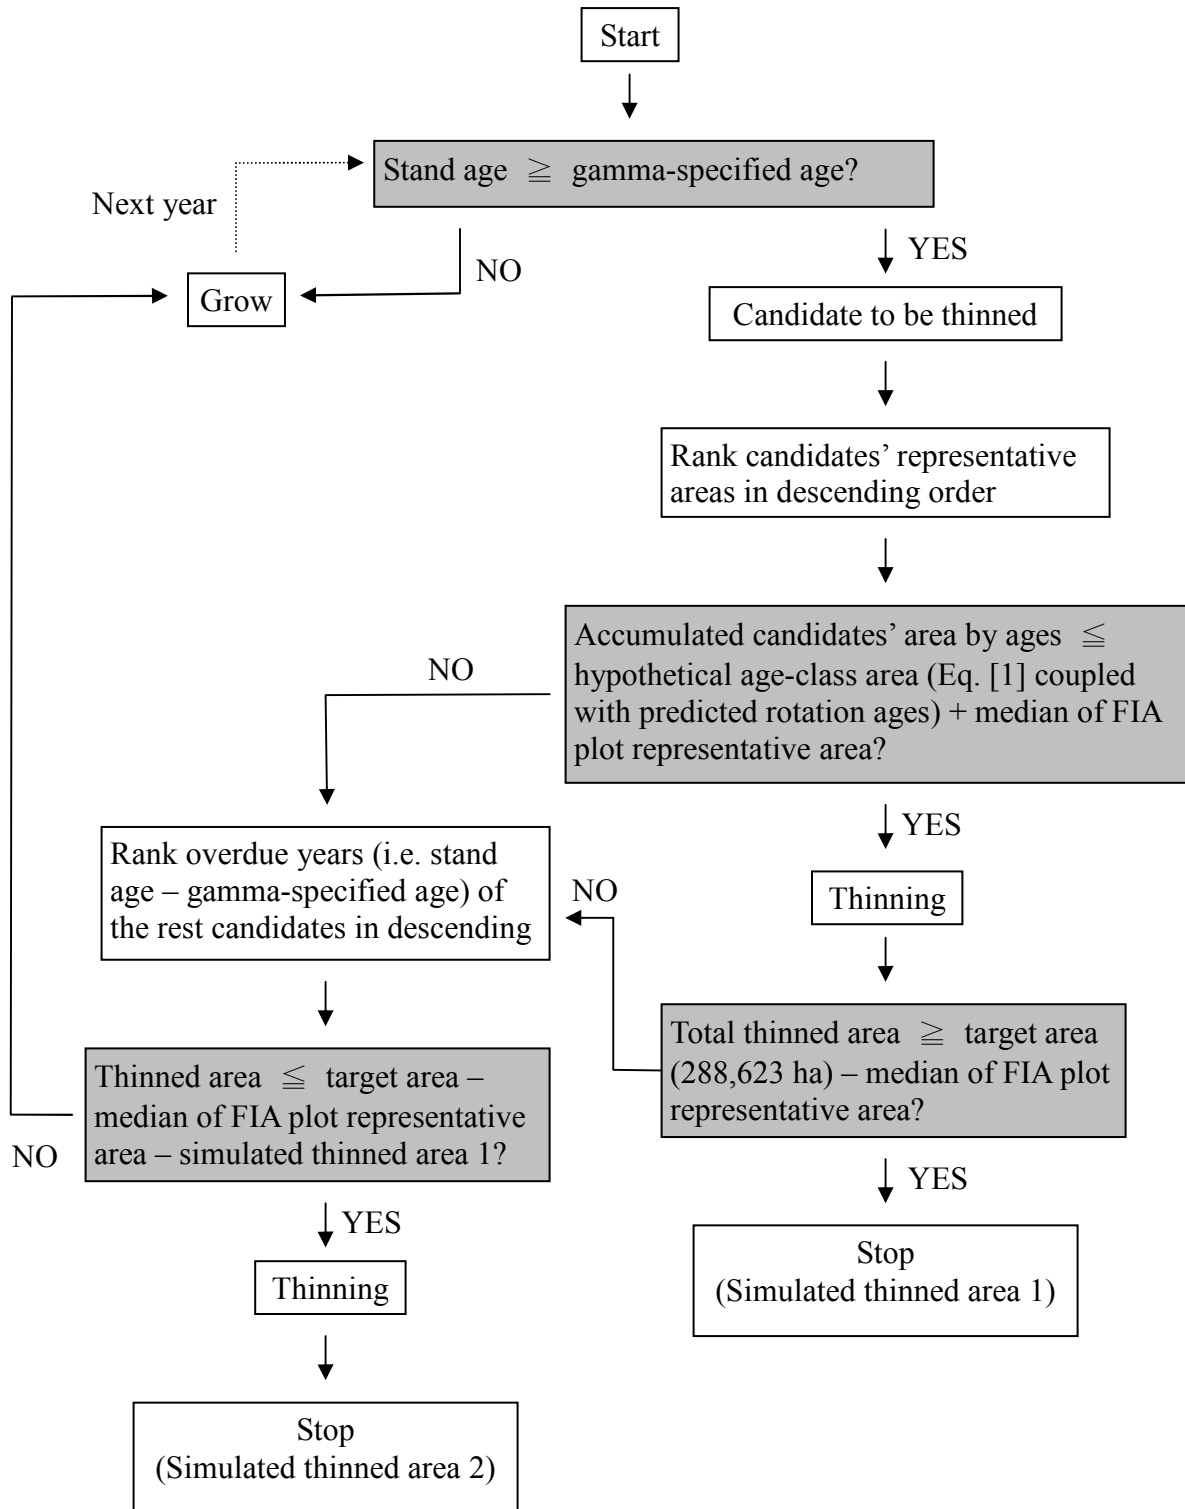 Start
Stand age ≧ gamma-specified age?
Next year
NO
YES
Grow
Candidate to be thinned
Rank candidates’ representative
areas in descending order
Accumulated candidates’ area by ages ≦
hypothetical age-class area (Eq. [1] coupled
with predicted rotation ages) + median of FIA
plot representative area?
NO
YES
Rank overdue years (i.e. stand
age – gamma-specified age) of
the rest candidates in descending
NO
Thinning
Total thinned area ≧ target area
(288,623 ha) – median of FIA plot
representative area?
Thinned area ≦ target area –
median of FIA plot representative
area – simulated thinned area 1?
NO
YES
YES
Stop
(Simulated thinned area 1)
Thinning
Stop
(Simulated thinned area 2)